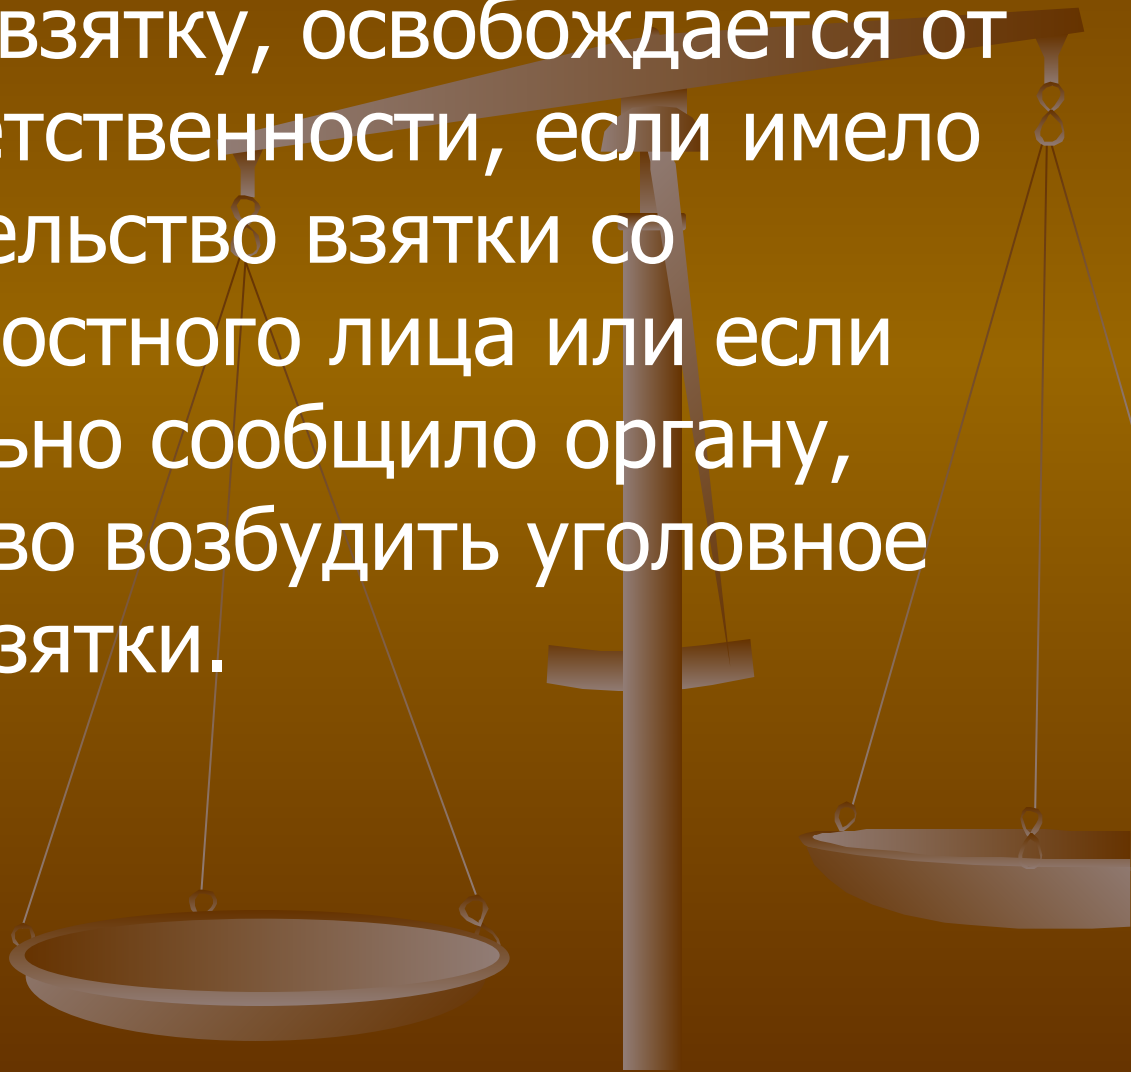 взятку, освобождается от
етственности, если имело
ельство взятки со
остного лица или если
ьно сообщило органу,
во возбудить уголовное
зятки.